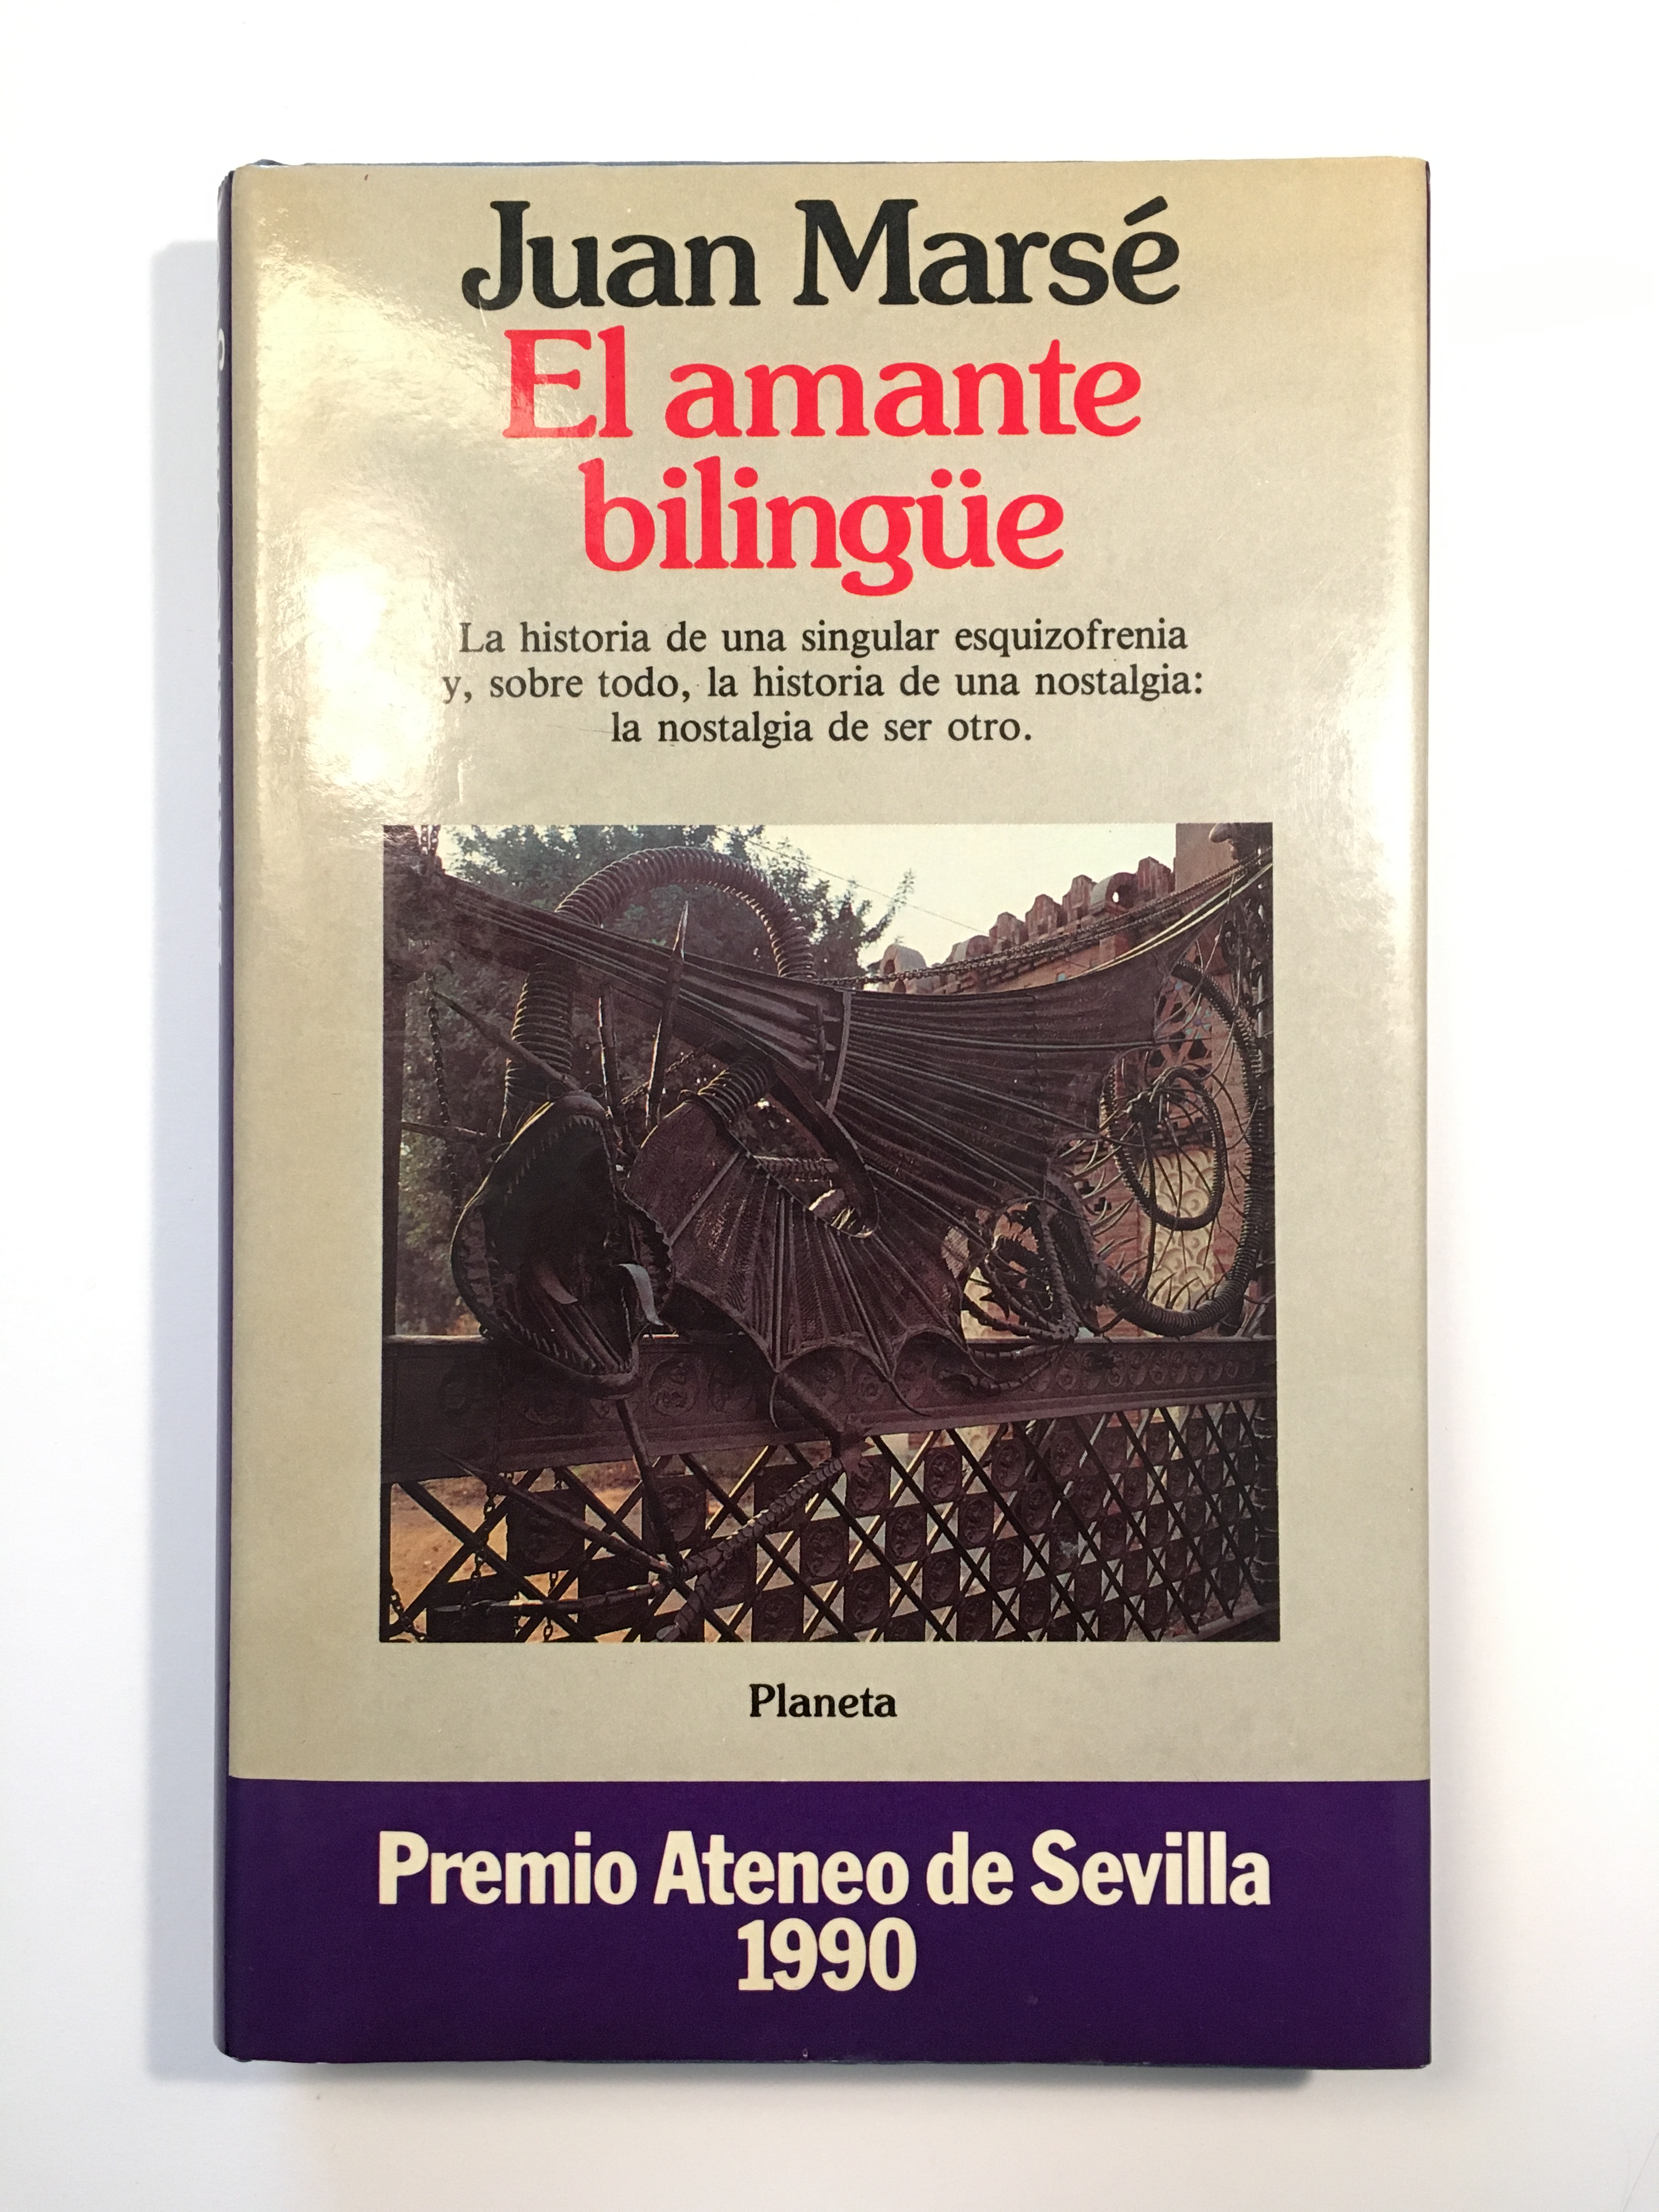 Juan Marsé
El amante
bilingüe
La historia de una singular esquizofrenia
y, sobre todo, la historia de una nostalgia:
la nostalgia de ser otro.
Planeta
Premio Ateneo de Sevilla
1990